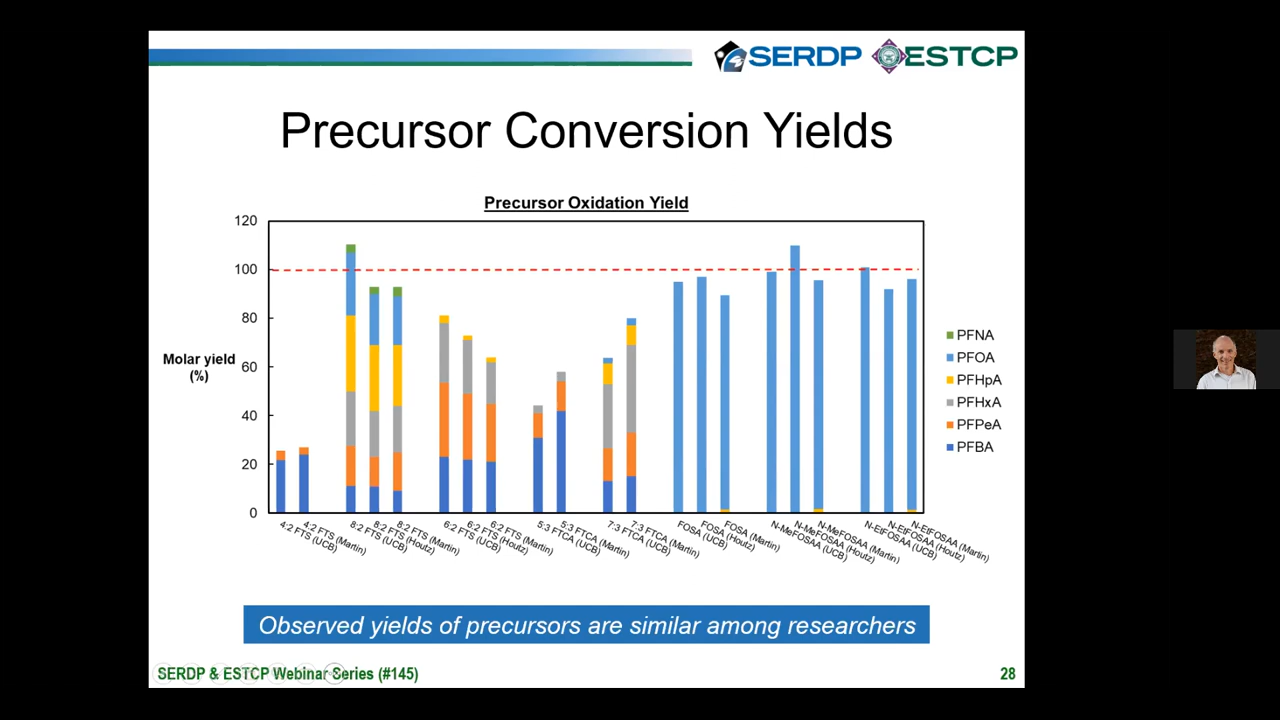 SERDP ESTCP
Precursor Conversion Yields
Precursor Oxidation Yield
120
100
80
60
40
20
0
Molar yield
(%)
PFNA
PFOA
PFHpA
PFHxA
PFPeA
PFBA
4:2 FTS (UCB)
4:2 FTS (Martin)
8:2 FTS (UCB)
8:2 FTS (Houtz)
8:2 FTS (Martin)
6:2 FTS (UCB)
6:2 FTS (Houtz)
6:2 FTS (Martin)
5:3 FTCA (UCB)
5:3 FTCA (Martin)
7:3 FTCA (UCB)
7:3 FTCA (Martin)
FOSA (UCB)
FOSA (Houtz)
FOSA (Martin)
N-MeFOSAA (UCB)
N-MeFOSAA (Houtz)
N-MeFOSAA (Martin)
N-EtFOSAA (UCB)
N-EtFOSAA (Houtz)
N-EtFOSAA (Martin)
Observed yields of precursors are similar among researchers
SERDP & ESTCP Webinar Series (#145)
28